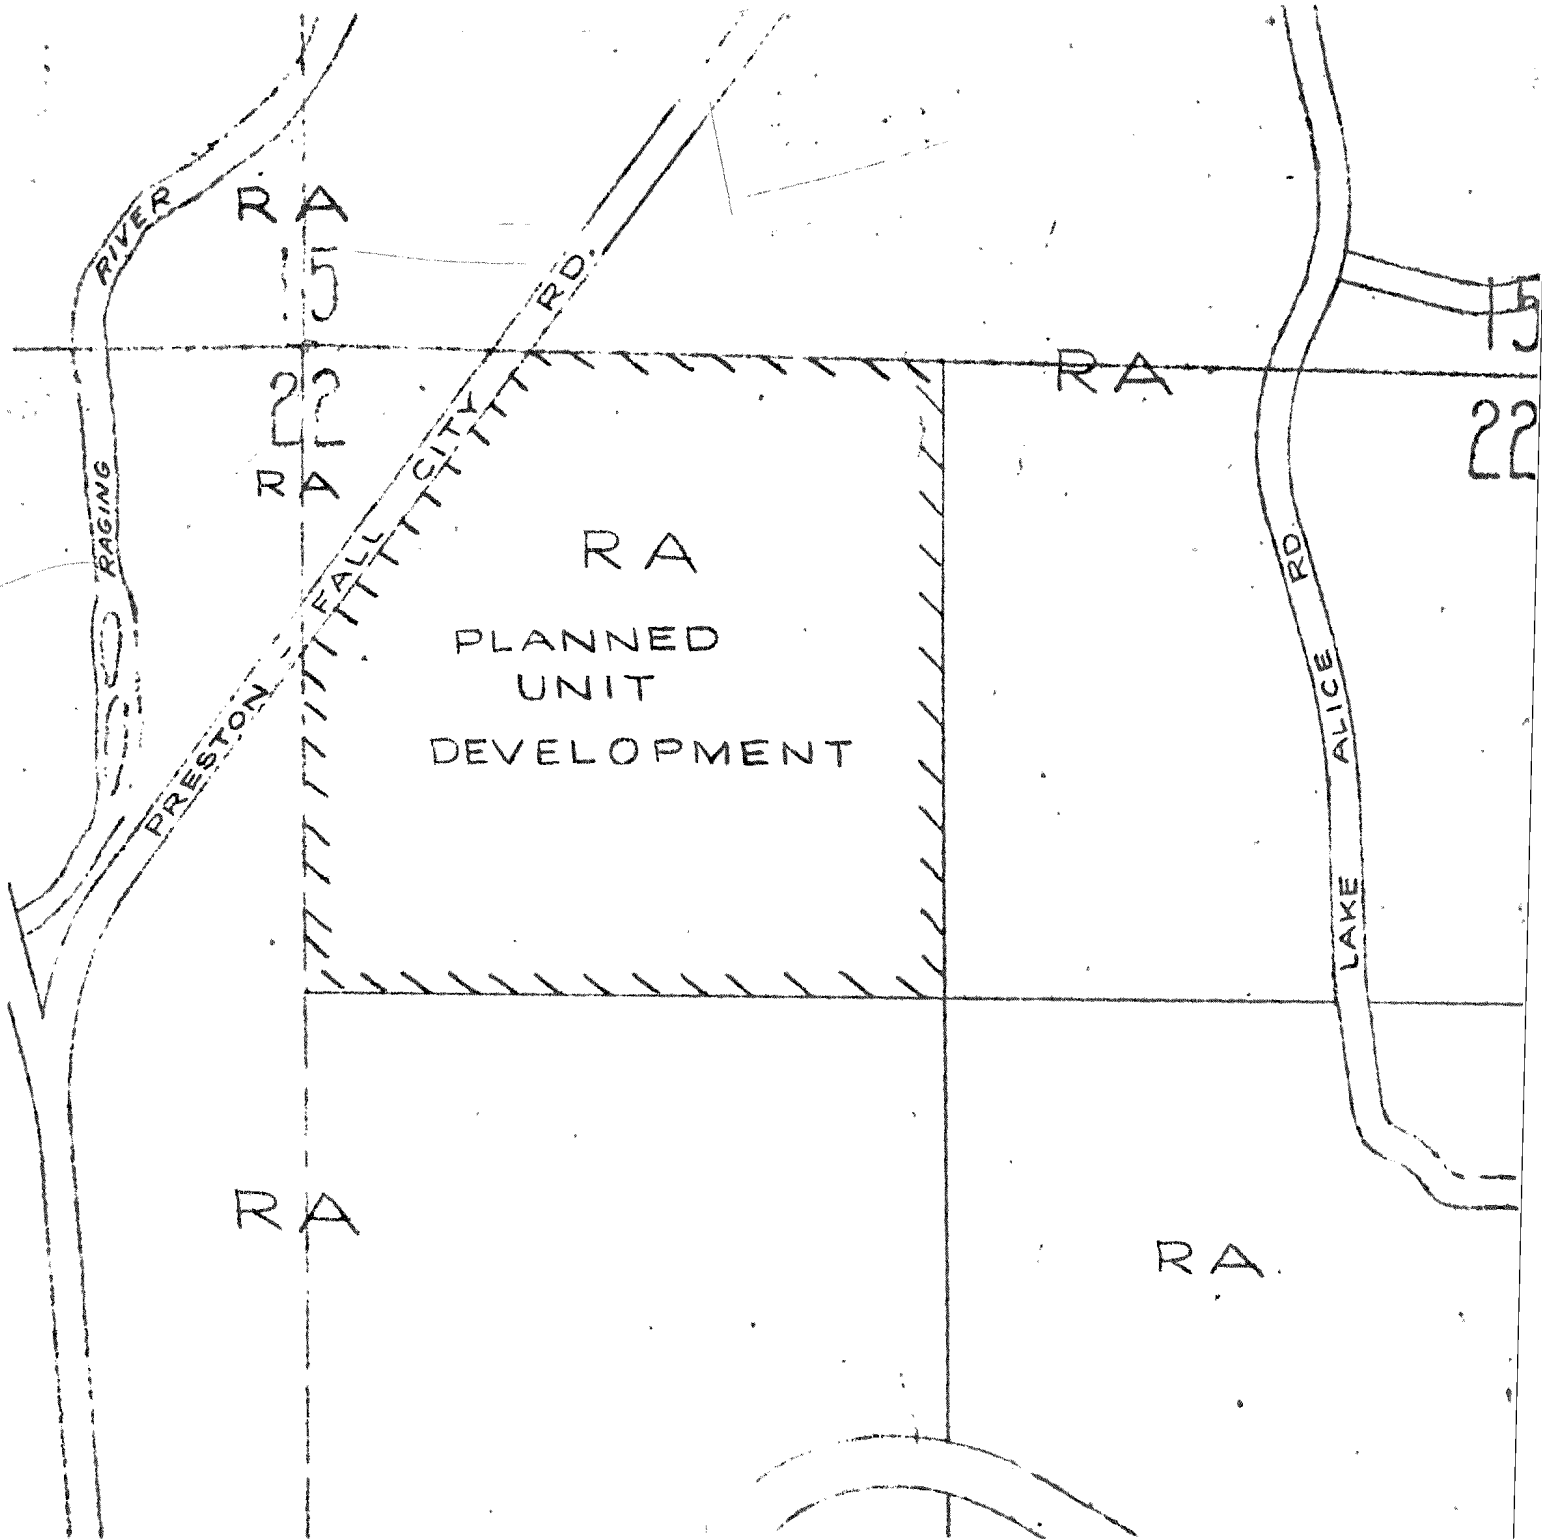 RAGING RIVER
RA
15
22
RA
PRESTON - FALL CITY RD.
RA
PLANNED
UNIT
DEVELOPMENT
RA
15
22
LAKE ALICE RD.
RA
RA